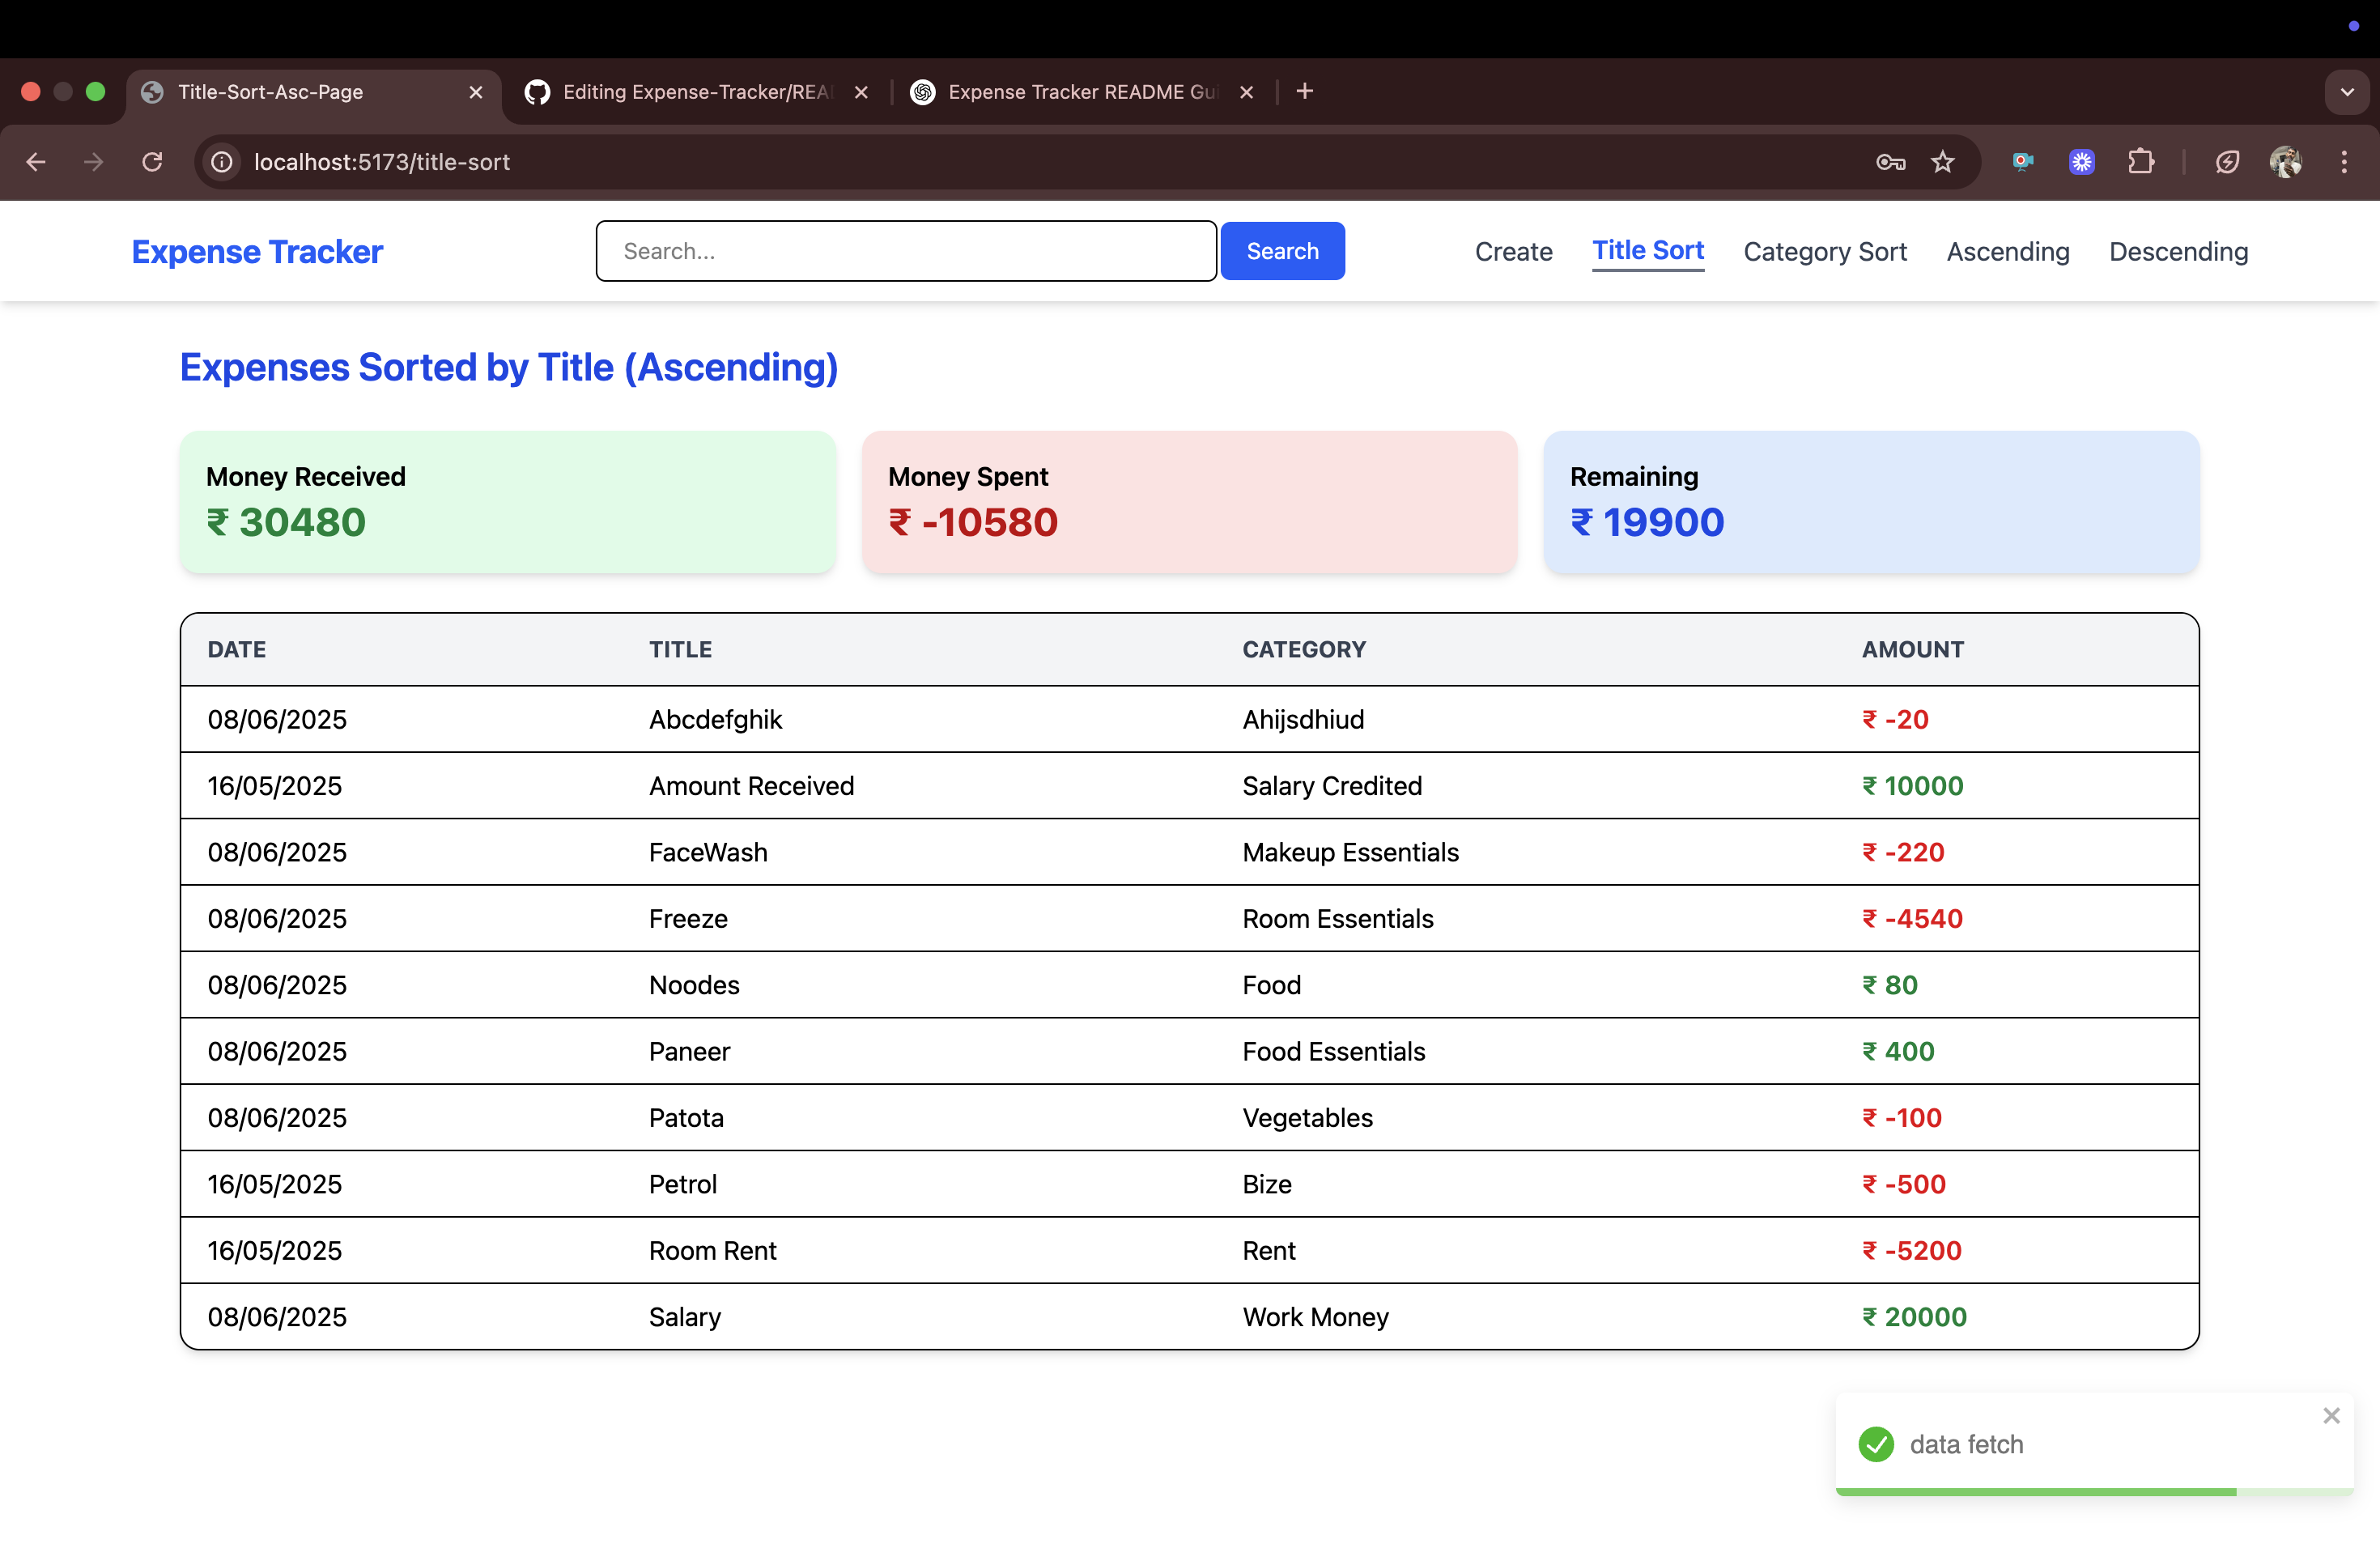 Title-Sort-Asc-Page
Editing Expense-Tracker/REA
Expense Tracker README Gui
localhost:5173/title-sort
Expense Tracker
Search...
Search
Create
Title Sort
Category Sort
Ascending
Descending
Expenses Sorted by Title (Ascending)
Money Received
₹ 30480
Money Spent
₹ -10580
Remaining
₹ 19900
DATE TITLE CATEGORY AMOUNT
08/06/2025 Abcdefghik Ahijsdhiud ₹ -20
16/05/2025 Amount Received Salary Credited ₹ 10000
08/06/2025 FaceWash Makeup Essentials ₹ -220
08/06/2025 Freeze Room Essentials ₹ -4540
08/06/2025 Noodes Food ₹ 80
08/06/2025 Paneer Food Essentials ₹ 400
08/06/2025 Patota Vegetables ₹ -100
16/05/2025 Petrol Bize ₹ -500
16/05/2025 Room Rent Rent ₹ -5200
08/06/2025 Salary Work Money ₹ 20000
data fetch